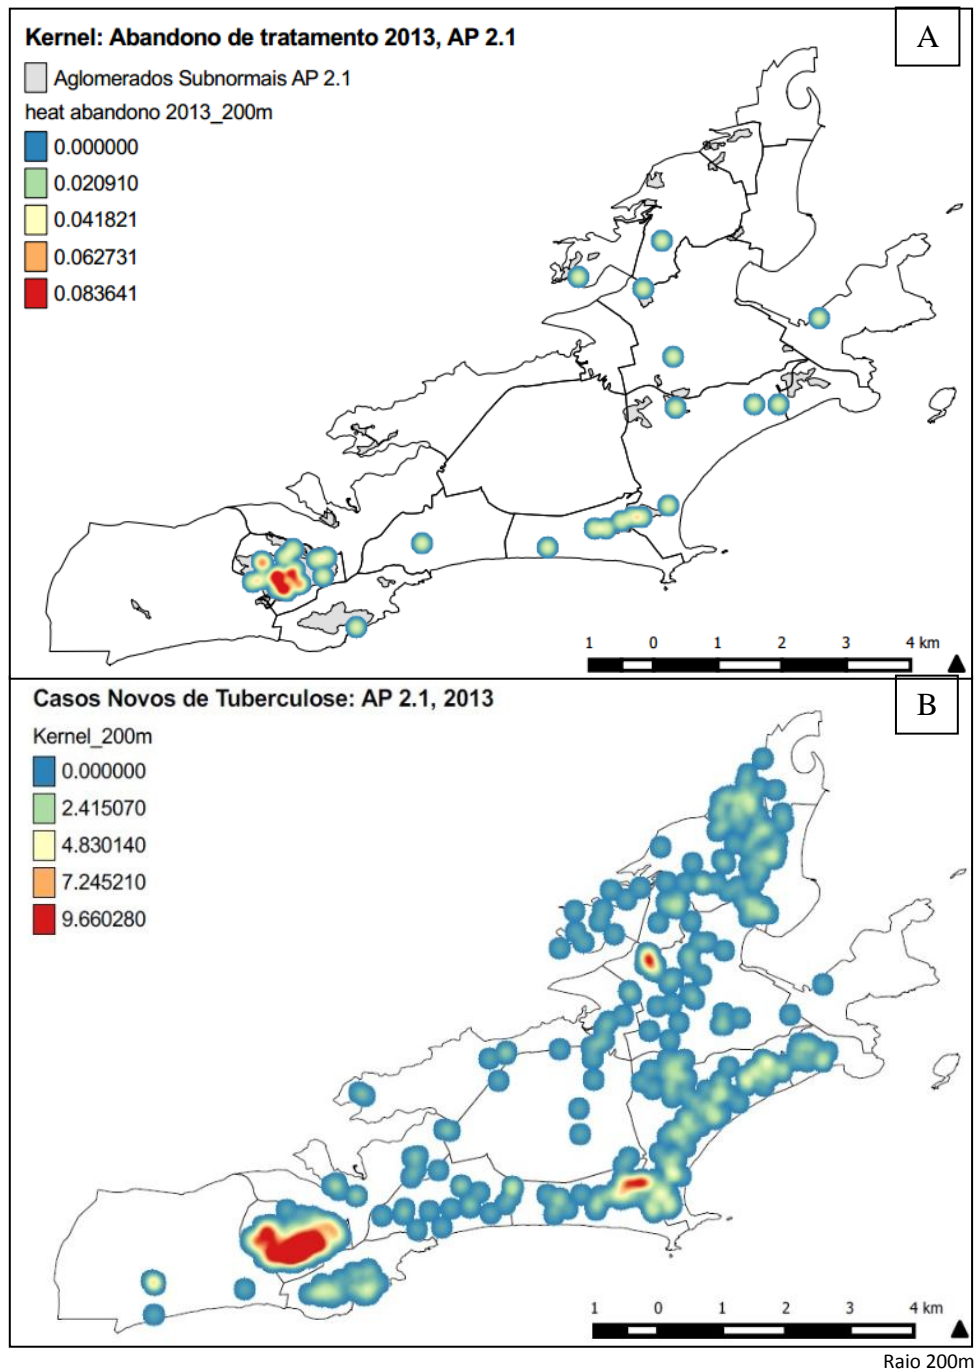 Kernel: Abandono de tratamento 2013, AP 2.1
A
Aglomerados Subnormais AP 2.1
heat abandono 2013_200m
0.000000
0.020910
0.041821
0.062731
0.083641
1 0 1 2 3 4 km
Casos Novos de Tuberculose: AP 2.1, 2013
B
Kernel_200m
0.000000
2.415070
4.830140
7.245210
9.660280
1 0 1 2 3 4 km
Raio 200m